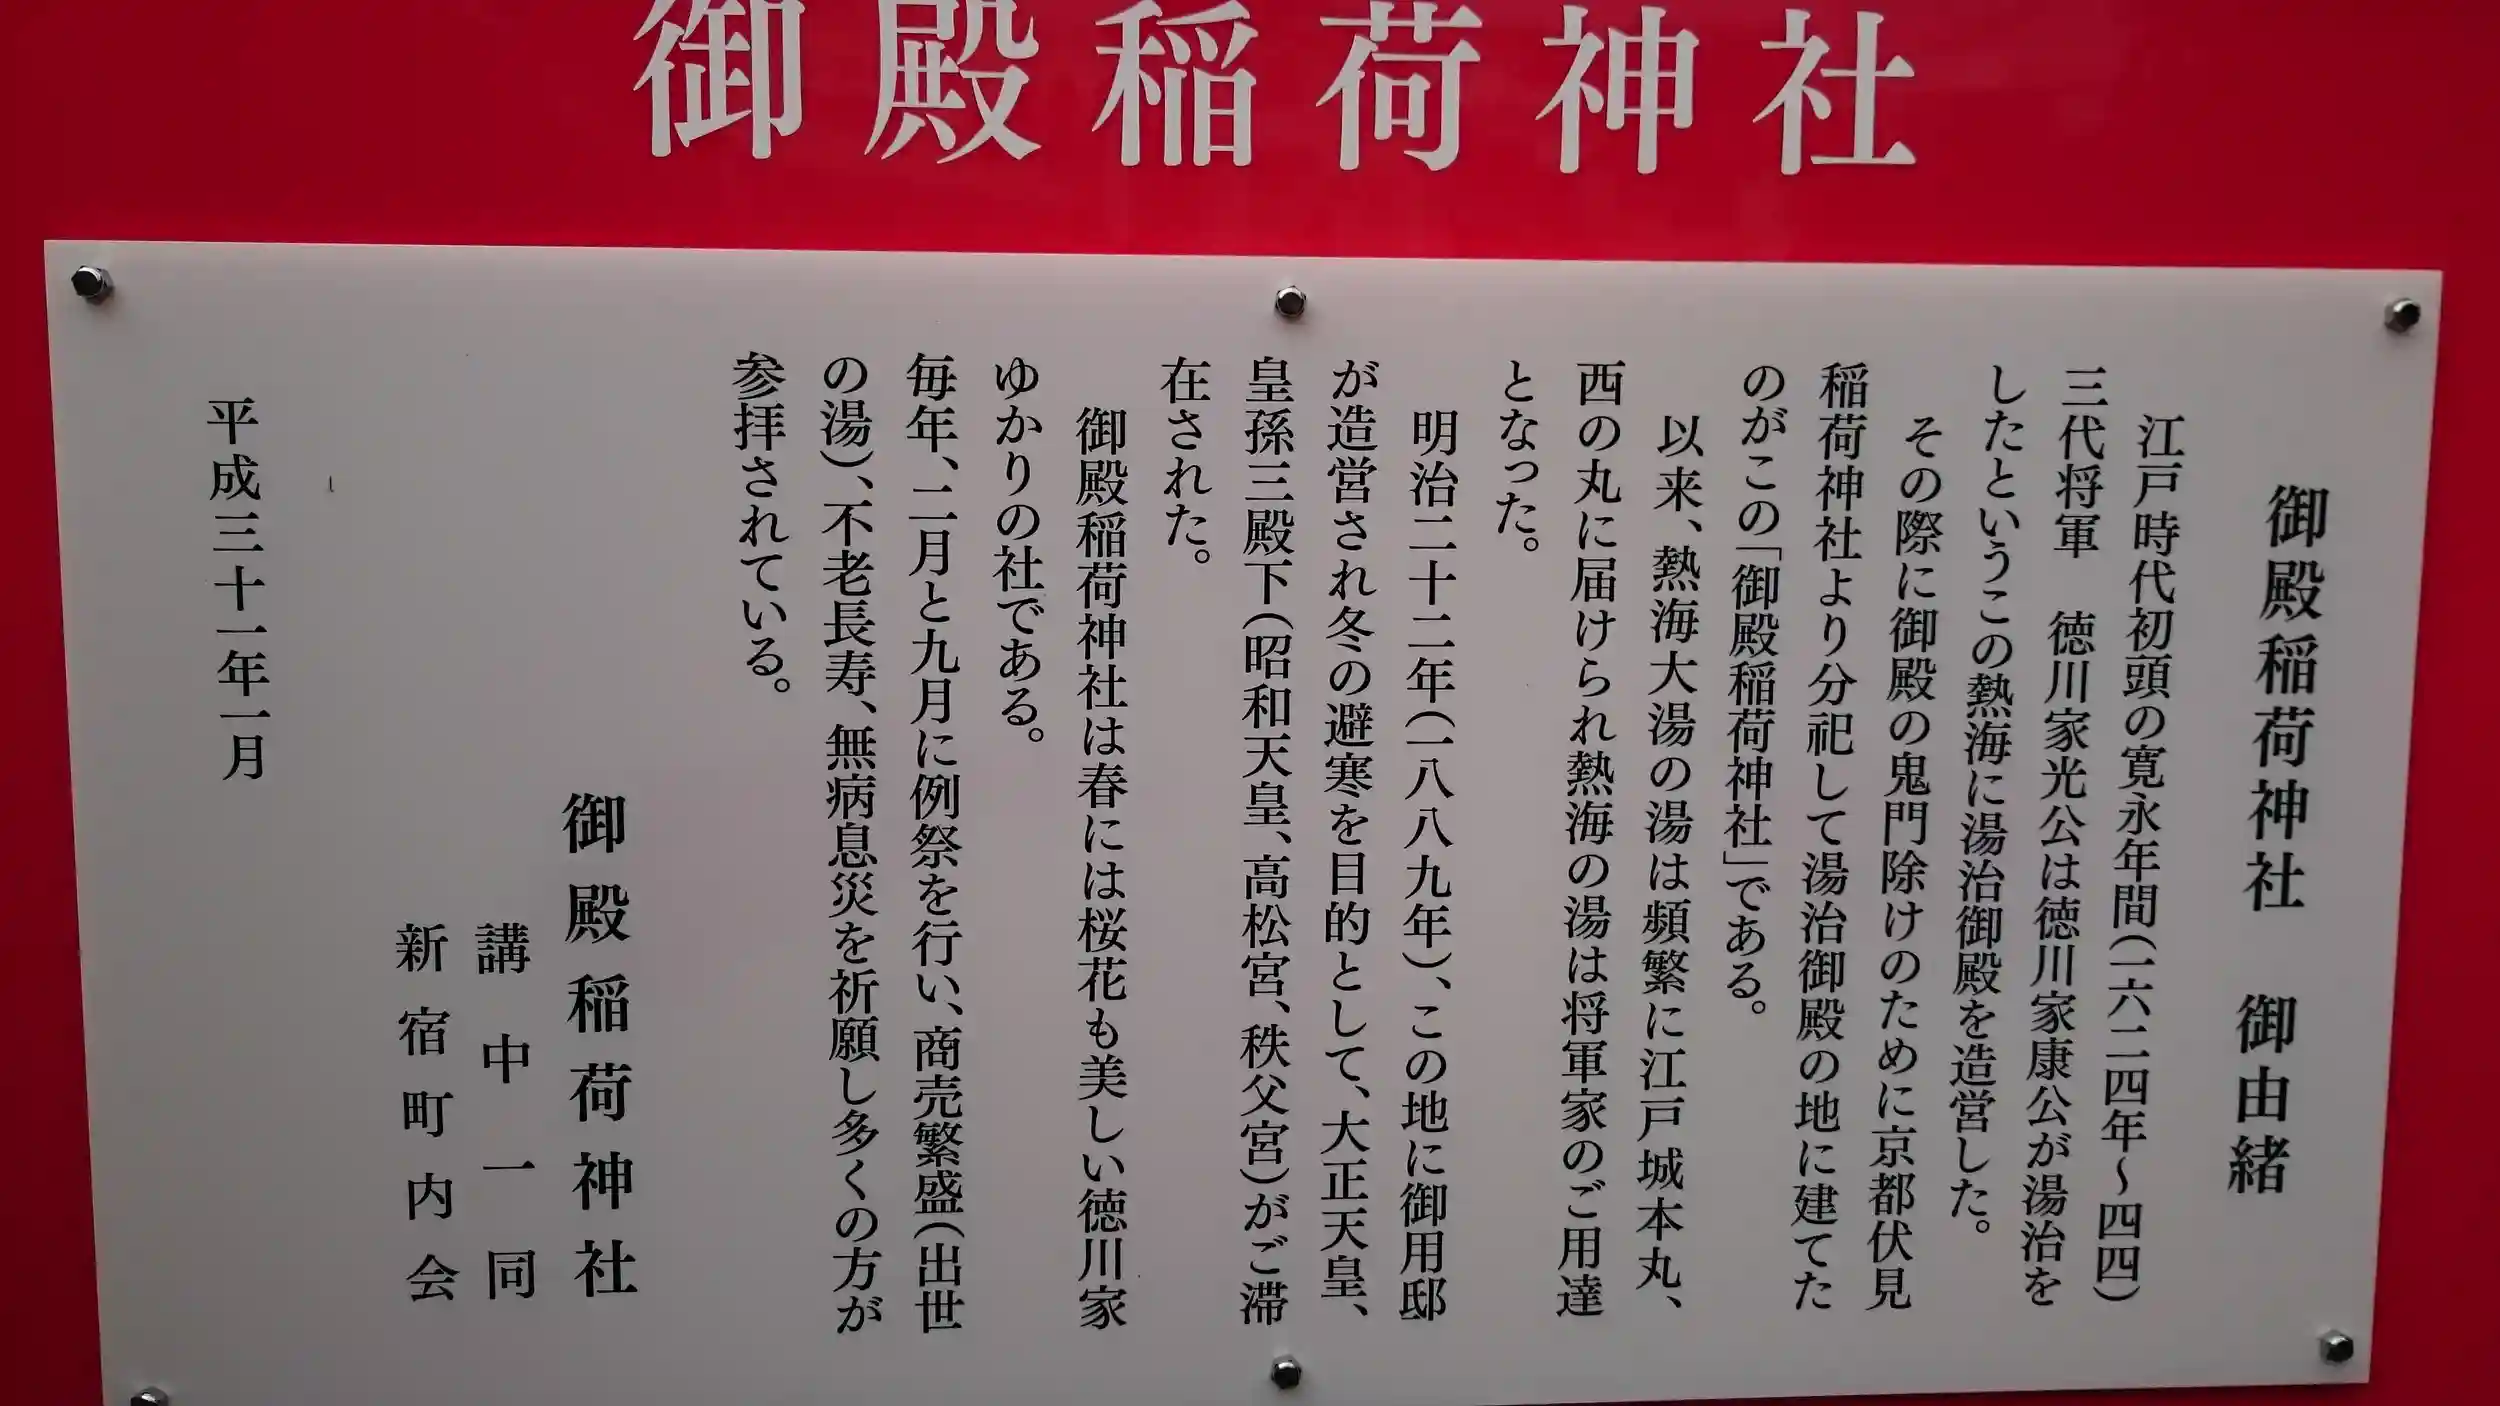 御殿稲荷神社
御殿稲荷神社　御由緒
江戸時代初頭の寛永年間(一六二四年〜四四)
三代将軍　徳川家光公は徳川家康公が湯治を
したというこの熱海に湯治御殿を造営した。
その際に御殿の鬼門除けのために京都伏見
稲荷神社より分祀して湯治御殿の地に建てた
のがこの「御殿稲荷神社」である。
以来、熱海大湯の湯は頻繁に江戸城本丸、
西の丸に届けられ熱海の湯は将軍家のご用達
となった。
明治二十二年(一八八九年)、この地に御用邸
が造営され冬の避寒を目的として、大正天皇、
皇孫三殿下(昭和天皇、高松宮、秩父宮)がご滞
在された。
御殿稲荷神社は春には桜花も美しい徳川家
ゆかりの社である。
毎年、二月と九月に例祭を行い、商売繁盛(出世
の湯)、不老長寿、無病息災を祈願し多くの方が
参拝されている。
御殿稲荷神社
講中一同
新宿町内会
平成三十一年一月